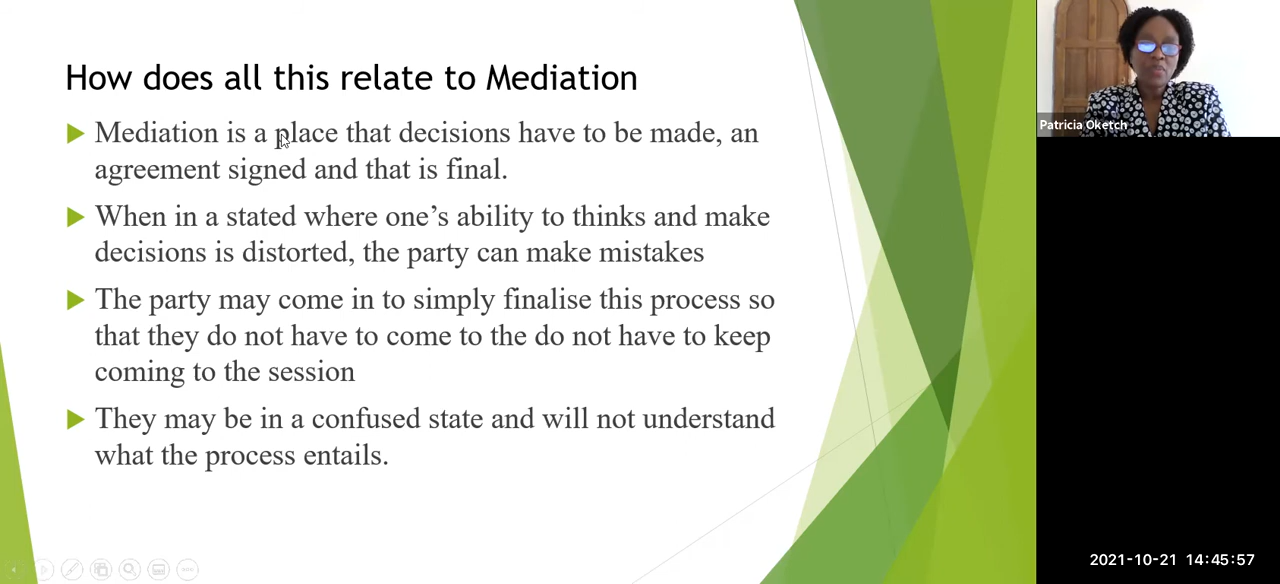 How does all this relate to Mediation
Mediation is a place that decisions have to be made, an
agreement signed and that is final.
When in a stated where one's ability to thinks and make
decisions is distorted, the party can make mistakes
The party may come in to simply finalise this process so
that they do not have to come to the do not have to keep
coming to the session
They may be in a confused state and will not understand
what the process entails.
Patricia Oketch
2021-10-21 14:45:57